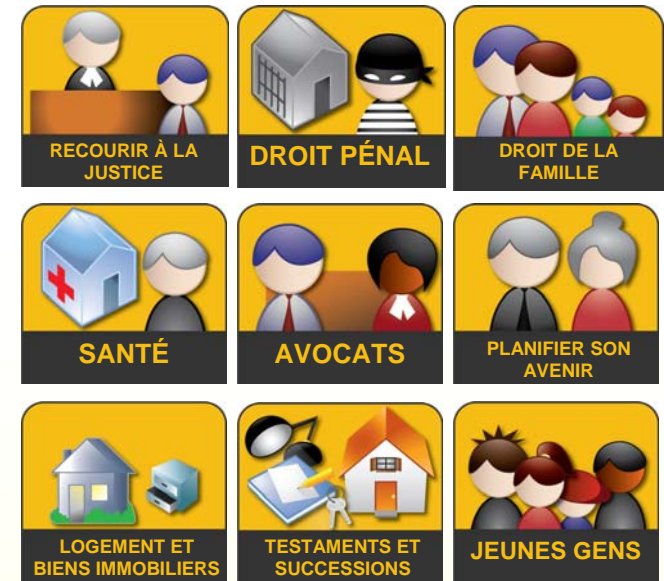 RECOURIR À LA
JUSTICE
DROIT PÉNAL
DROIT DE LA
FAMILLE
SANTÉ
AVOCATS
PLANIFIER SON
AVENIR
LOGEMENT ET
BIENS IMMOBILIERS
TESTAMENTS ET
SUCCESSIONS
JEUNES GENS